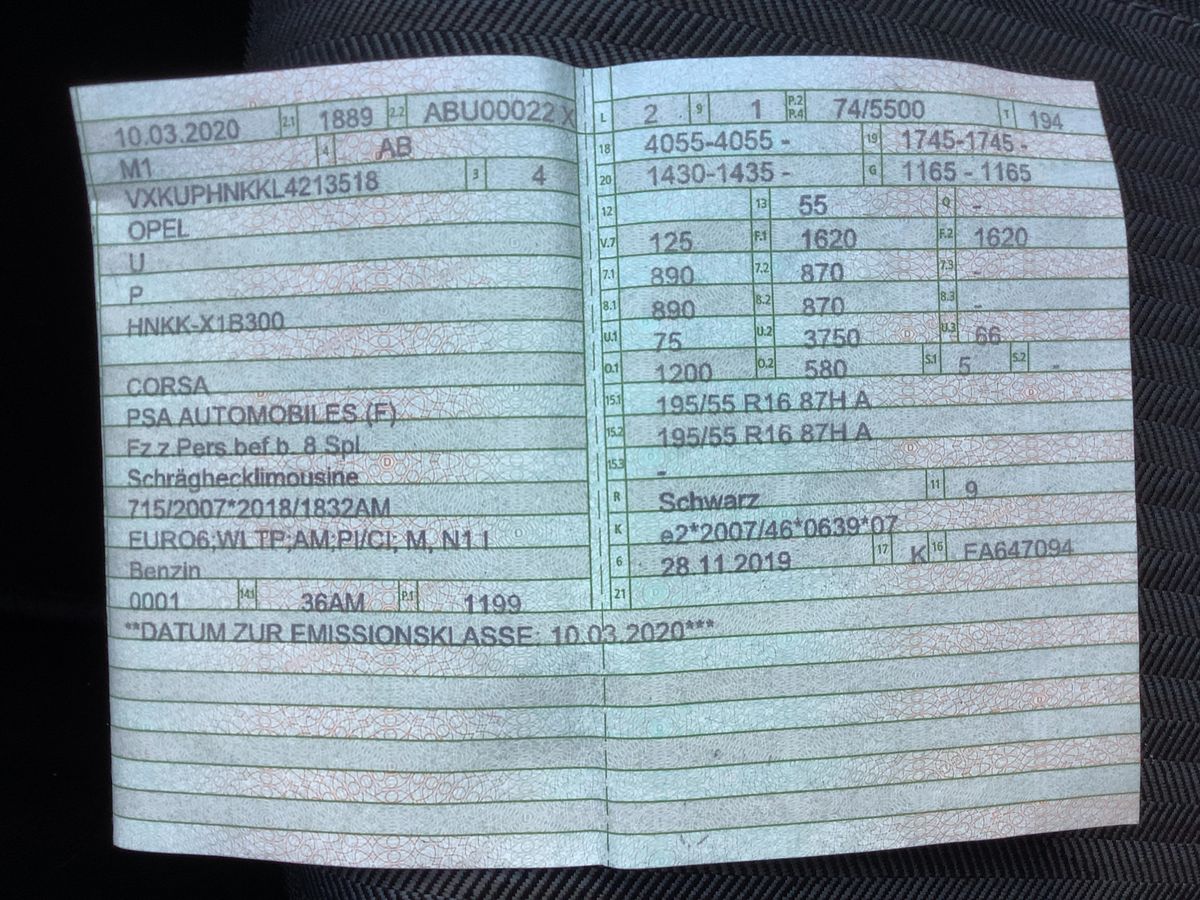 10.03.2020 2.1 1889 2.2 ABU00022 X
M1 4 AB
VXKUPHNKKL4213518 3 4
OPEL
U
P
HNKK-X1B300
CORSA
PSA AUTOMOBILES (F)
Fz.z.Pers.bef.b. 8 Spl.
Schräghecklimousine
715/2007*2018/1832AM
EURO6;WLTP;AM;PI/CI; M, N1 I
Benzin
0001 14.1 36AM P.1 1199
L 2 9 1 P.2 P.4 74/5500 T 194
18 4055-4055 - 19 1745-1745 -
20 1430-1435 - G 1165 - 1165
12 13 55 Q -
V.7 125 F.1 1620 F.2 1620
7.1 890 7.2 870 7.3 -
8.1 890 8.2 870 8.3 -
U.1 75 U.2 3750 U.3 66
O.1 1200 O.2 580 S.1 5 S.2 -
15.1 195/55 R16 87H A
15.2 195/55 R16 87H A
15.3 -
R Schwarz 11 9
K e2*2007/46*0639*07
6 28.11.2019 17 K 16 FA647094
21
**DATUM ZUR EMISSIONSKLASSE: 10.03.2020***